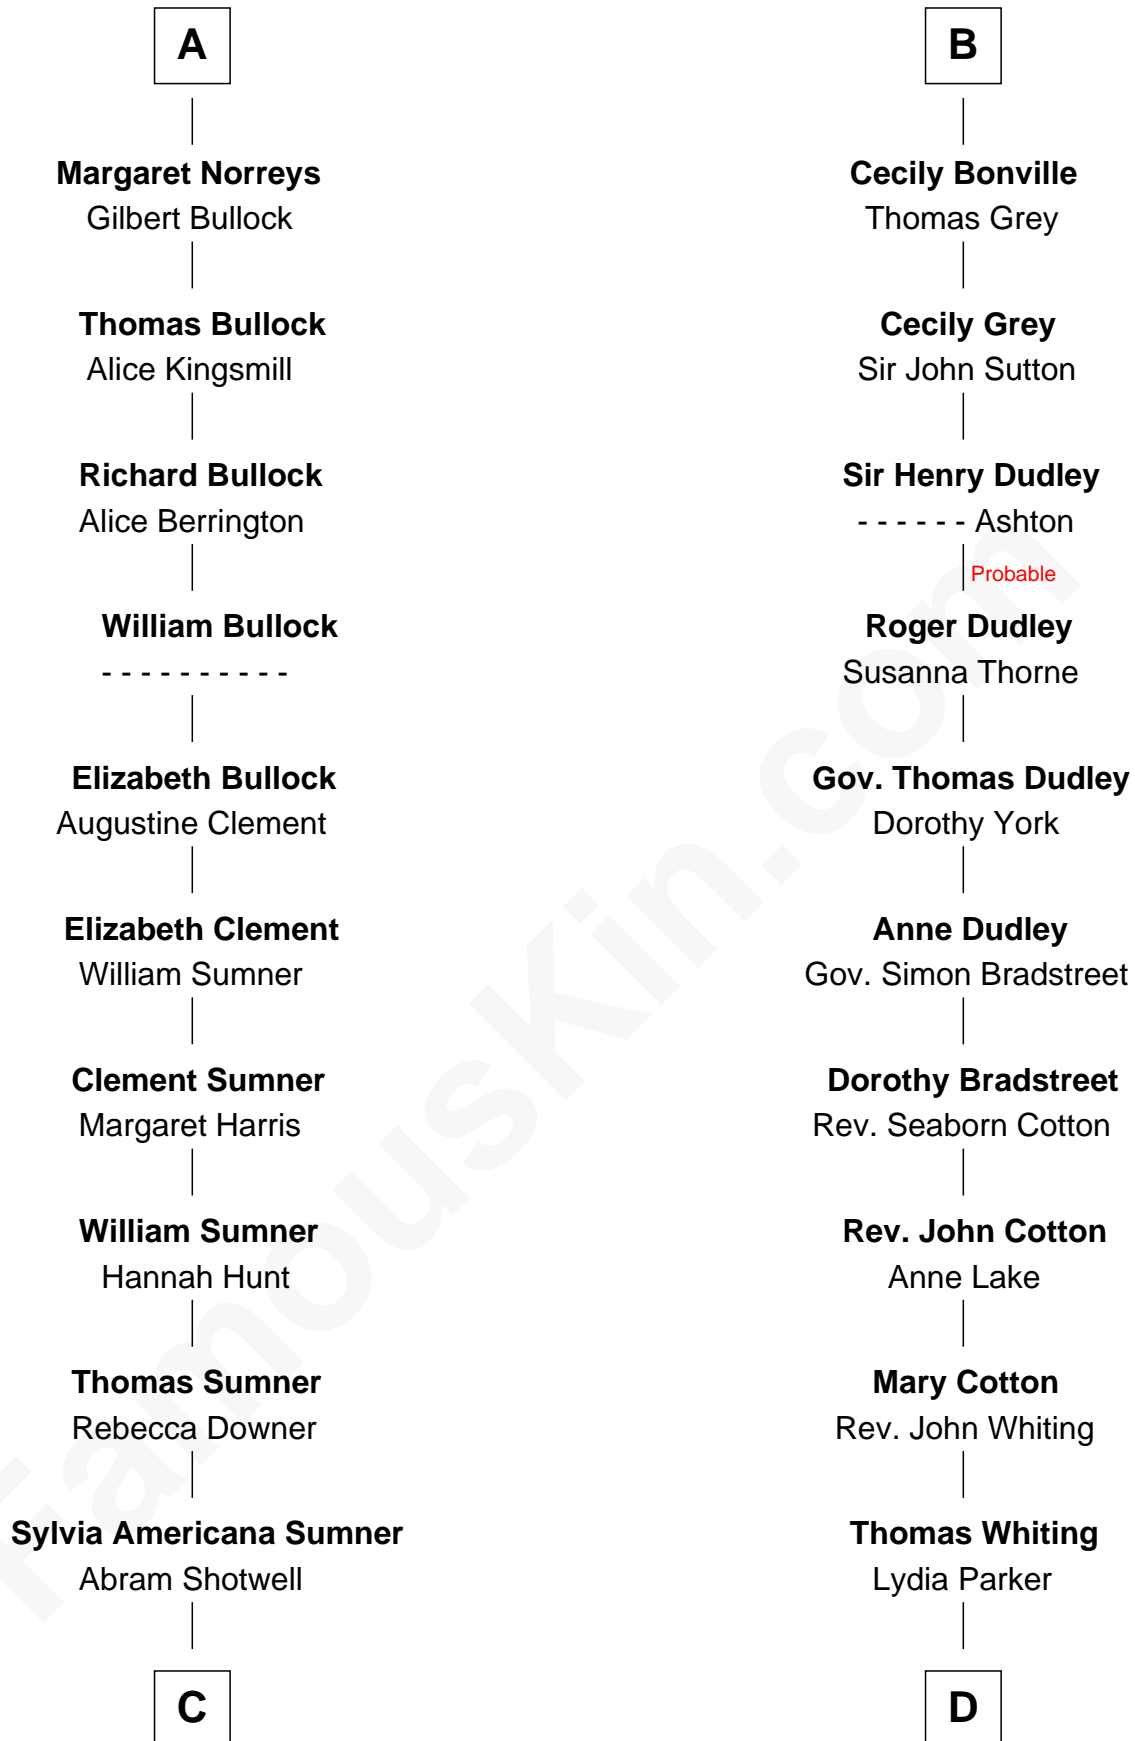 A
Margaret Norreys
Gilbert Bullock
Thomas Bullock
Alice Kingsmill
Richard Bullock
Alice Berrington
William Bullock
- - - - - - - - - -
Elizabeth Bullock
Augustine Clement
Elizabeth Clement
William Sumner
Clement Sumner
Margaret Harris
William Sumner
Hannah Hunt
Thomas Sumner
Rebecca Downer
Sylvia Americana Sumner
Abram Shotwell
C
B
Cecily Bonville
Thomas Grey
Cecily Grey
Sir John Sutton
Sir Henry Dudley
- - - - - - Ashton
Probable
Roger Dudley
Susanna Thorne
Gov. Thomas Dudley
Dorothy York
Anne Dudley
Gov. Simon Bradstreet
Dorothy Bradstreet
Rev. Seaborn Cotton
Rev. John Cotton
Anne Lake
Mary Cotton
Rev. John Whiting
Thomas Whiting
Lydia Parker
D
FamousKin.com